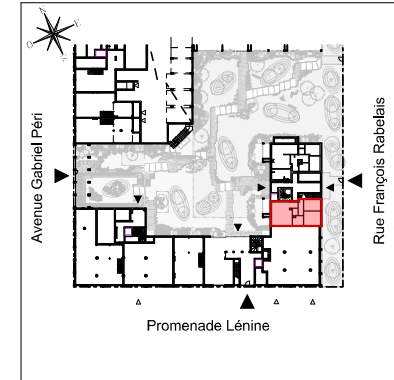 O
E
Avenue Gabriel Péri
Rue François Rabelais
Promenade Lénine